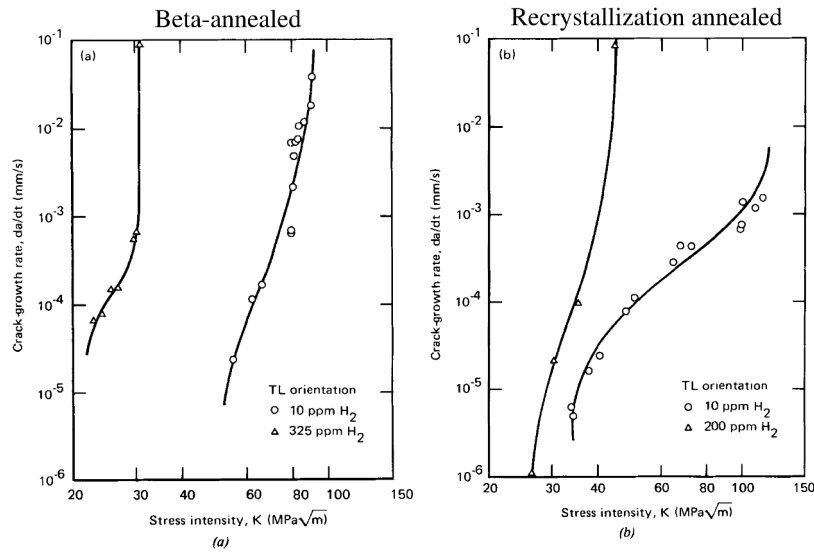 Beta-annealed
Recrystallization annealed
(a)
10⁻¹
10⁻²
10⁻³
10⁻⁴
10⁻⁵
10⁻⁶
Crack-growth rate, da/dt (mm/s)
TL orientation
○ 10 ppm H₂
△ 325 ppm H₂
20 30 40 60 80 100 150
Stress intensity, K (MPa√m)
(a)
(b)
10⁻¹
10⁻²
10⁻³
10⁻⁴
10⁻⁵
10⁻⁶
Crack-growth rate, da/dt (mm/s)
TL orientation
○ 10 ppm H₂
△ 200 ppm H₂
20 30 40 60 80 100 150
Stress intensity, K (MPa√m)
(b)